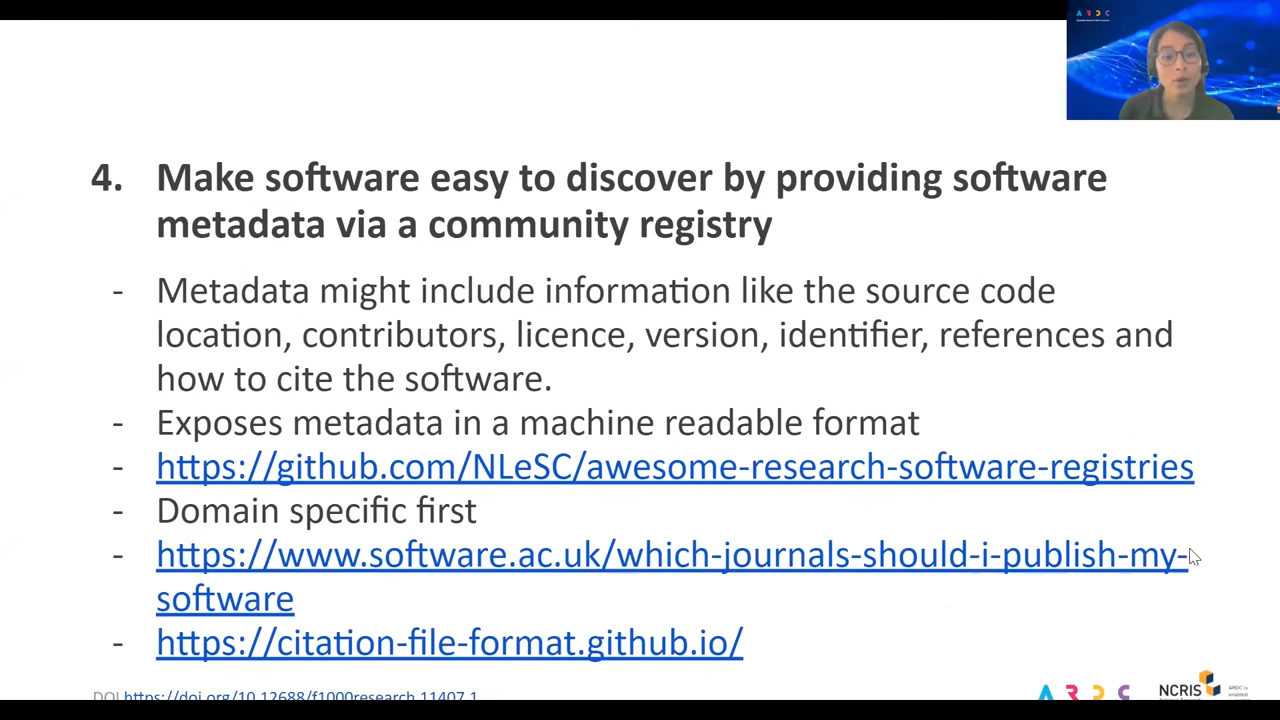 ARDC
4. Make software easy to discover by providing software
metadata via a community registry
- Metadata might include information like the source code
location, contributors, licence, version, identifier, references and
how to cite the software.
- Exposes metadata in a machine readable format
- https://github.com/NLeSC/awesome-research-software-registries
- Domain specific first
- https://www.software.ac.uk/which-journals-should-i-publish-my-
software
- https://citation-file-format.github.io/
DOI https://doi.org/10.12688/f1000research.11407.1
ARDC NCRIS